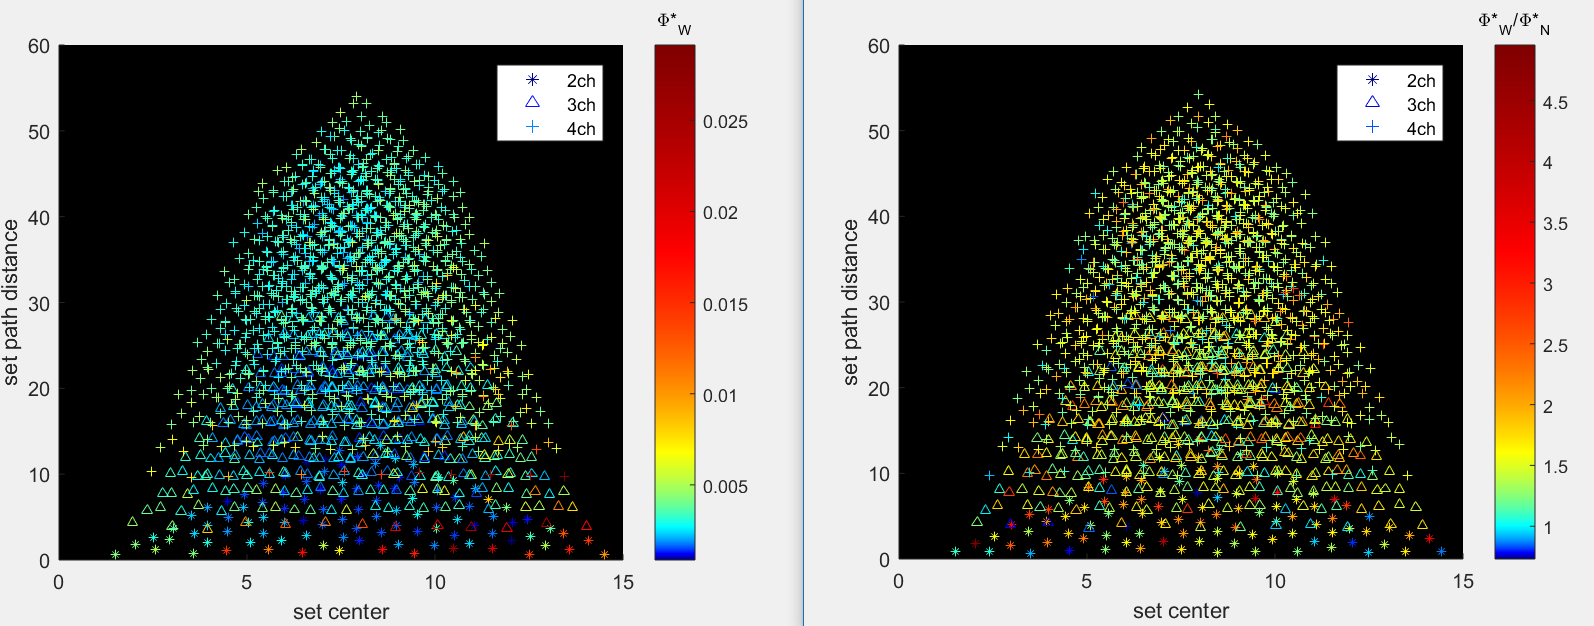 Φ*W
60
50
40
30
20
10
0
0 5 10 15
set path distance
set center
2ch
3ch
4ch
0.025
0.02
0.015
0.01
0.005
Φ*W/Φ*N
60
50
40
30
20
10
0
0 5 10 15
set path distance
set center
2ch
3ch
4ch
4.5
4
3.5
3
2.5
2
1.5
1